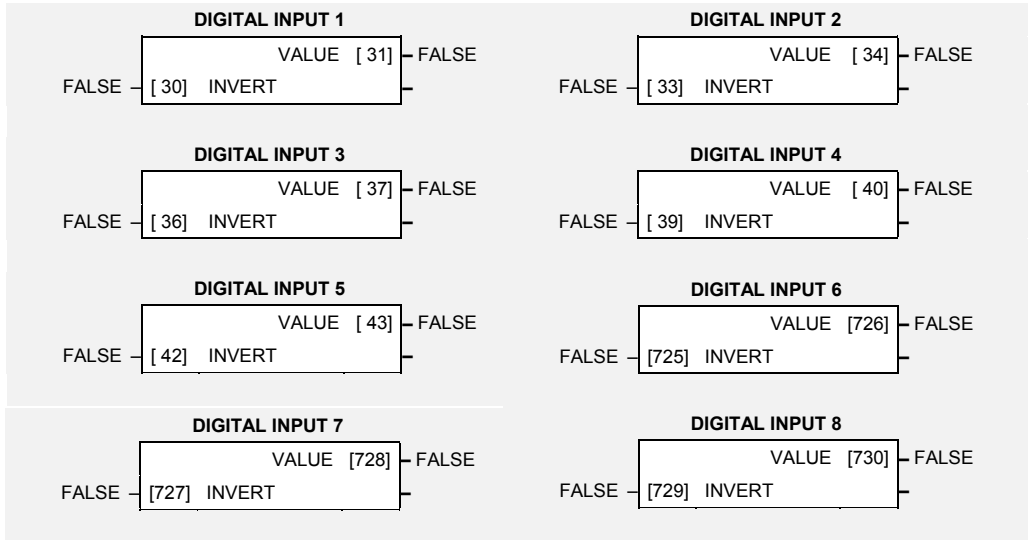 DIGITAL INPUT 1
VALUE [ 31] FALSE
FALSE [ 30] INVERT
DIGITAL INPUT 2
VALUE [ 34] FALSE
FALSE [ 33] INVERT
DIGITAL INPUT 3
VALUE [ 37] FALSE
FALSE [ 36] INVERT
DIGITAL INPUT 4
VALUE [ 40] FALSE
FALSE [ 39] INVERT
DIGITAL INPUT 5
VALUE [ 43] FALSE
FALSE [ 42] INVERT
DIGITAL INPUT 6
VALUE [726] FALSE
FALSE [725] INVERT
DIGITAL INPUT 7
VALUE [728] FALSE
FALSE [727] INVERT
DIGITAL INPUT 8
VALUE [730] FALSE
FALSE [729] INVERT